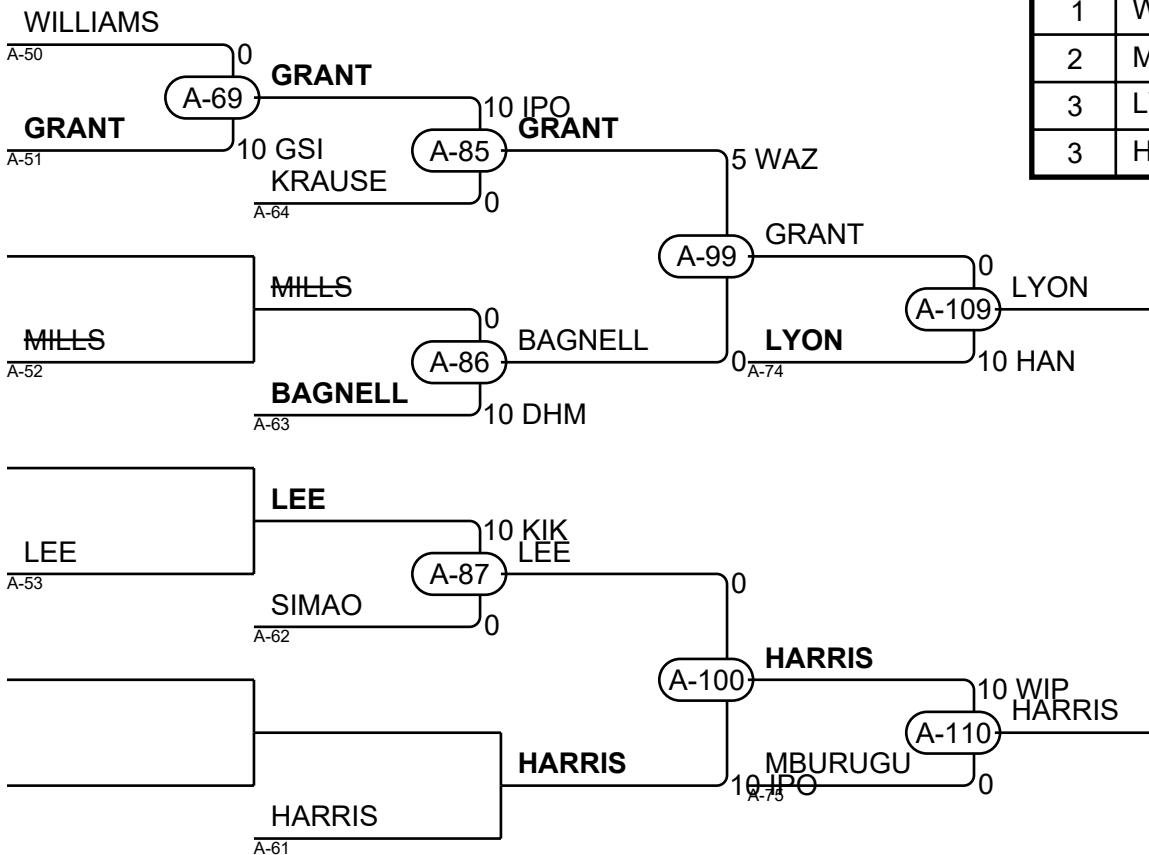 WILLIAMS
A-50
0
A-69
GRANT
GRANT
A-51
10 GSI
10 IPO
A-85
GRANT
KRAUSE
A-64
0
5 WAZ
A-99
GRANT
MILLS
MILLS
A-52
0
A-86
BAGNELL
BAGNELL
A-63
10 DHM
0
LYON
A-74
0
A-109
LYON
10 HAN
LEE
LEE
A-53
10 KIK
LEE
A-87
SIMAO
A-62
0
0
A-100
HARRIS
HARRIS
10 IPO
HARRIS
A-61
MBURUGU
A-75
10 WIP
HARRIS
A-110
0
1
2 M
3
3 H